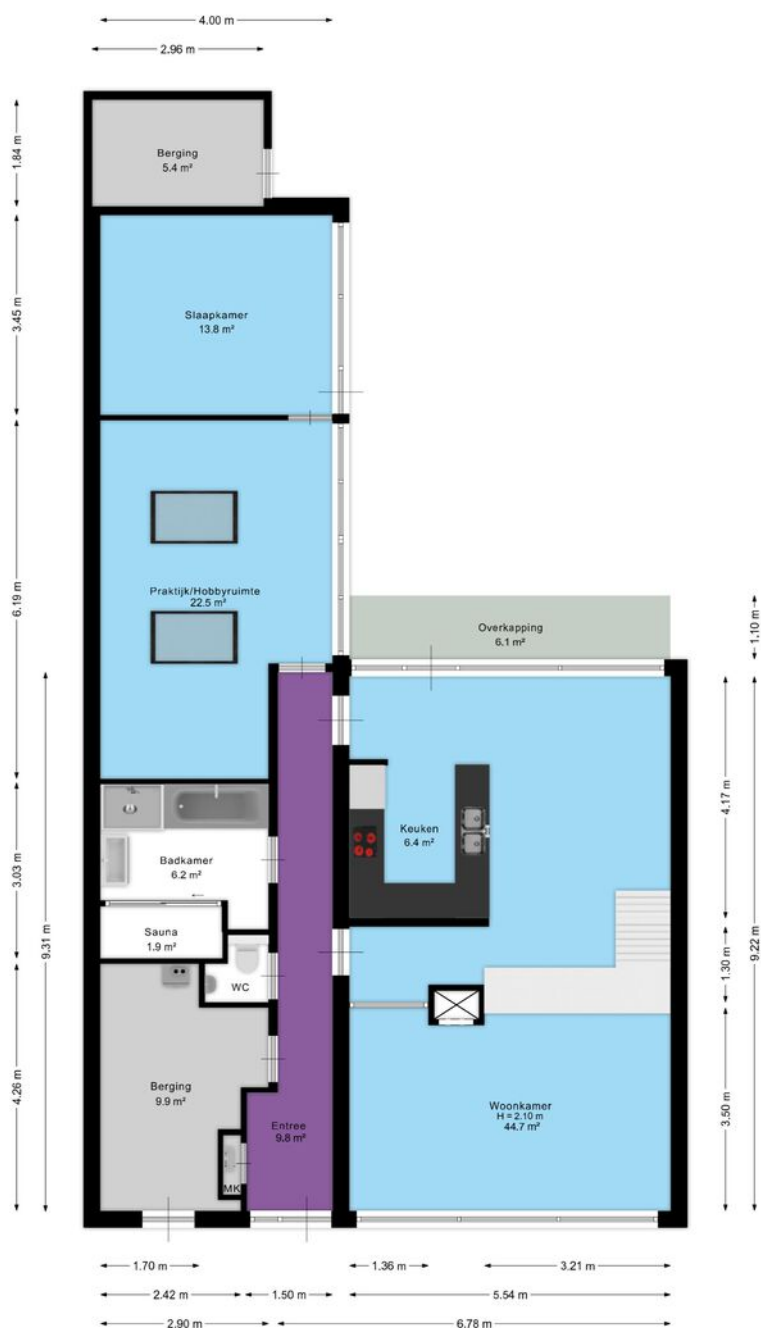 4.00 m
2.96 m
1.84 m
Berging
5.4 m²
3.45 m
Slaapkamer
13.8 m²
6.19 m
Praktijk/Hobbyruimte
22.5 m²
Overkapping
6.1 m²
1.10 m
9.31 m
3.03 m
Badkamer
6.2 m²
Sauna
1.9 m²
Keuken
6.4 m²
4.17 m
9.22 m
1.30 m
WC
4.26 m
Berging
9.9 m²
MK
Entree
9.8 m²
Woonkamer
H = 2.10 m
44.7 m²
3.50 m
1.70 m
1.36 m
3.21 m
2.42 m
1.50 m
5.54 m
2.90 m
6.78 m